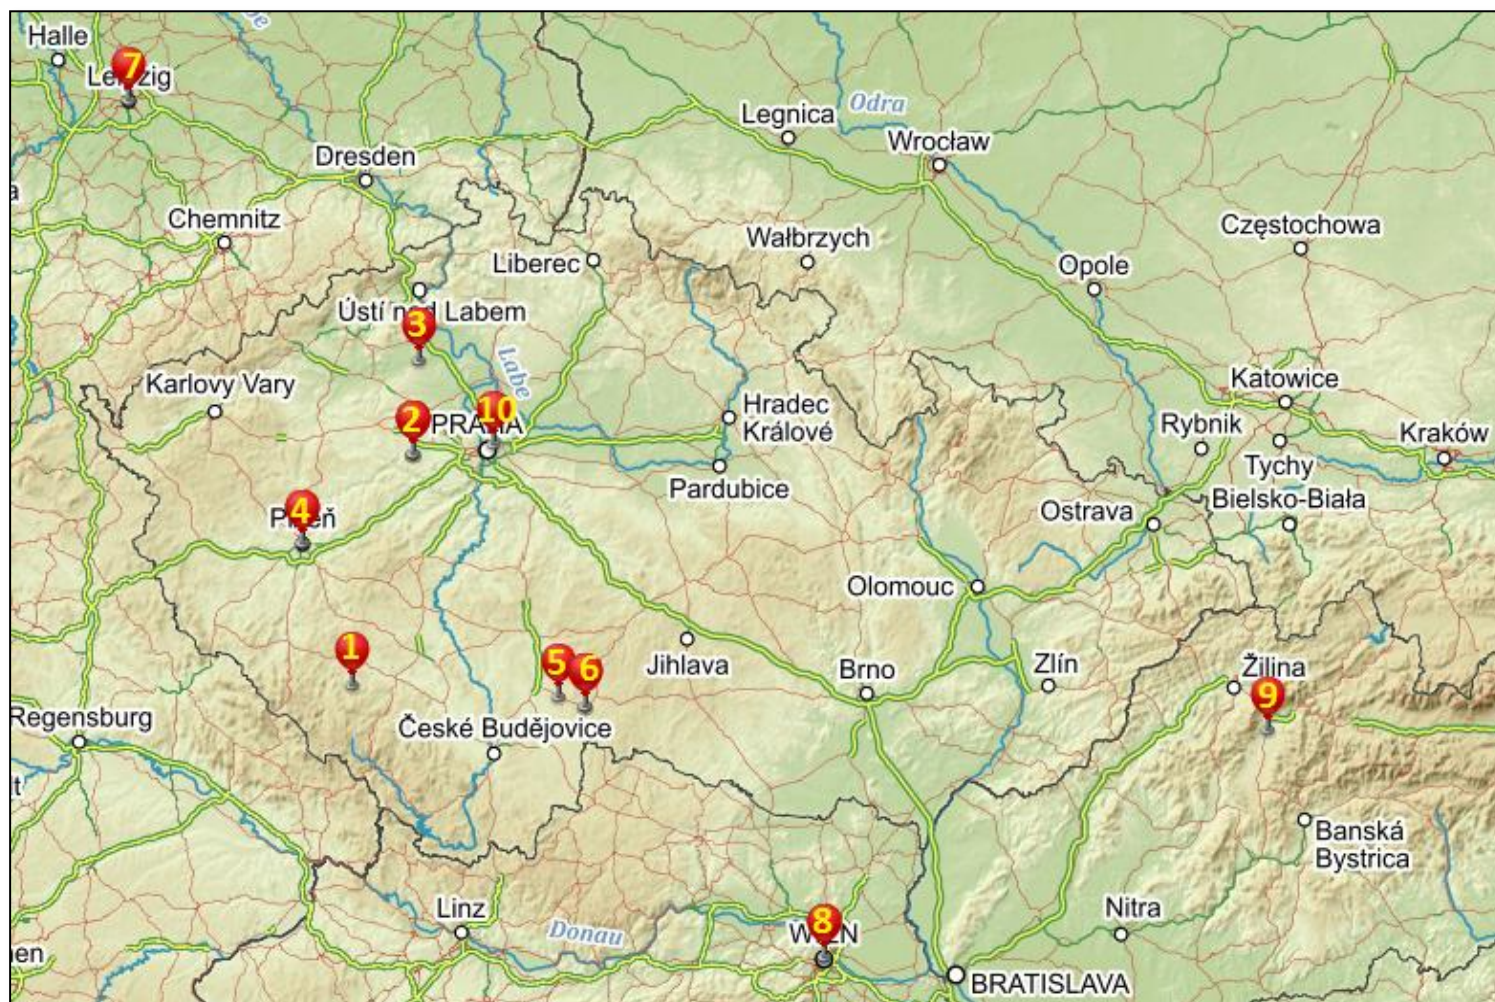 Halle
7
Leipzig
Odra
Legnica
Wrocław
Dresden
a
Chemnitz
Częstochowa
Wałbrzych
Liberec
Opole
Ústí nad Labem
3
Labe
Karlovy Vary
Katowice
Hradec
Králové
2
PRAHA
10
Rybnik
Kraków
Tychy
Pardubice
Bielsko-Biała
4
Plzeň
Ostrava
Olomouc
1
5
6
Jihlava
Brno
Zlín
Žilina
9
Regensburg
České Budějovice
lt
Banská
Bystrica
Linz
Nitra
Donau
8
WIEN
en
BRATISLAVA